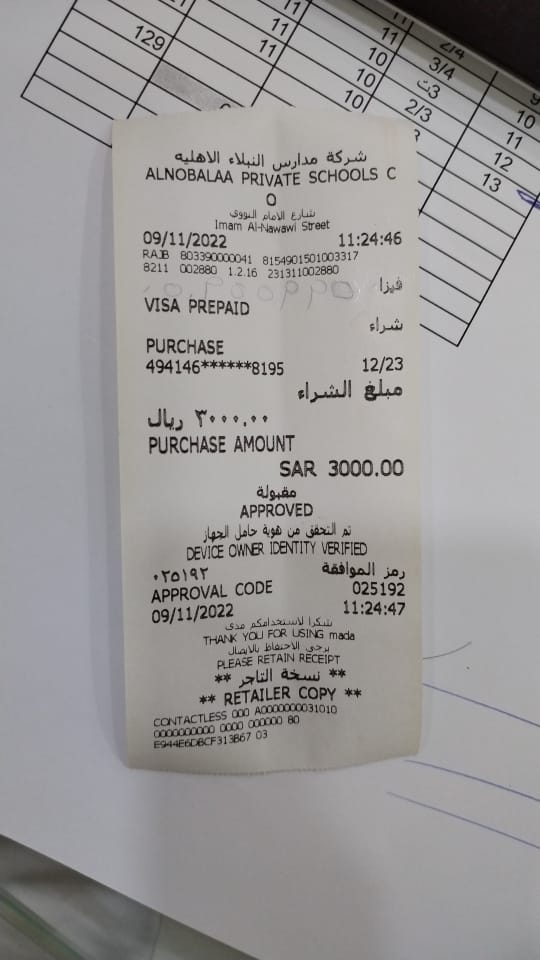 129
11
11
11
11
10
10
10
2/4
3/4
3ت
2/3
9
10
11
12
13
شركة مدارس النبلاء الاهليه
ALNOBALAA PRIVATE SCHOOLS C
O
شارع الامام النووي
Imam Al-Nawawi Street
09/11/2022 11:24:46
RAJB 803390000041 8154901501003317
8211 002880 1.2.16 231311002880
فيزا
VISA PREPAID
شراء
PURCHASE
494146******8195 12/23
مبلغ الشراء
٣٠٠٠.٠٠ ريال
PURCHASE AMOUNT
SAR 3000.00
مقبولة
APPROVED
تم التحقق من هوية حامل الجهاز
DEVICE OWNER IDENTITY VERIFIED
٠٢٥١٩٢ رمز الموافقة
APPROVAL CODE 025192
09/11/2022 11:24:47
شكرا لاستخدامكم مدى
THANK YOU FOR USING mada
يرجى الاحتفاظ بالايصال
PLEASE RETAIN RECEIPT
** نسخة التاجر **
** RETAILER COPY **
CONTACTLESS 000 A0000000031010
0000000000 0000 000000 80
E944E6DBCF313B67 03